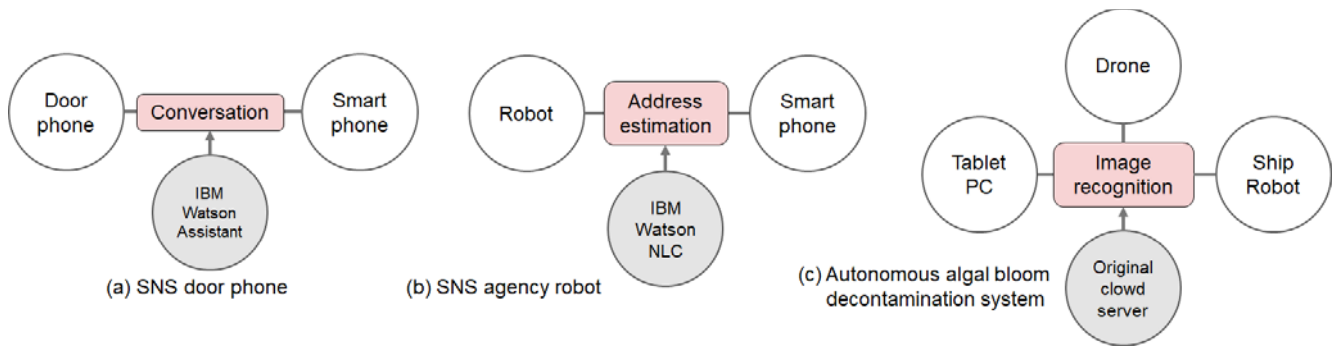 Door
phone
Conversation
Smart
phone
IBM
Watson
Assistant
(a) SNS door phone
Robot
Address
estimation
Smart
phone
IBM
Watson
NLC
(b) SNS agency robot
Drone
Tablet
PC
Image
recognition
Ship
Robot
Original
clowd
server
(c) Autonomous algal bloom
decontamination system